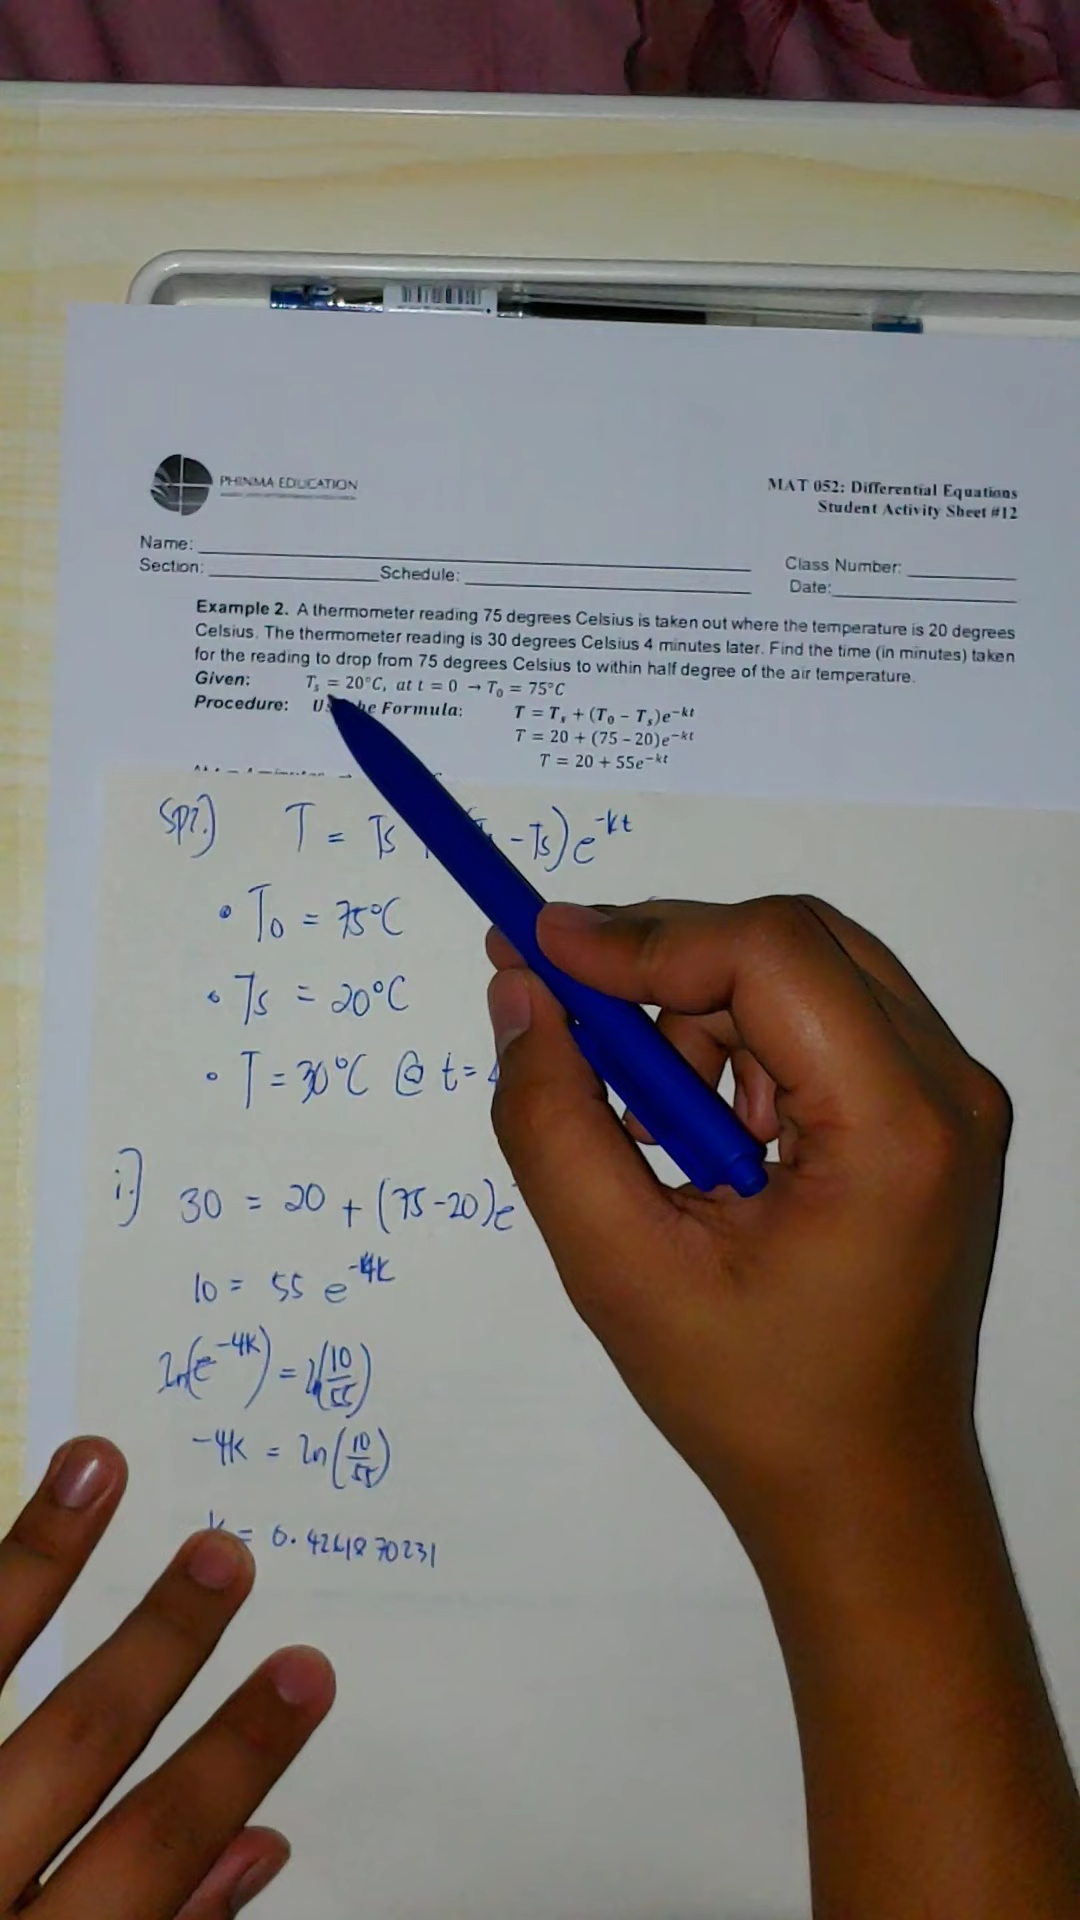 PHINMA EDUCATION
MAT 052: Differential Equations
Student Activity Sheet #12
Name:
Class Number:
Section: Schedule:
Date:
Example 2. A thermometer reading 75 degrees Celsius is taken out where the temperature is 20 degrees
Celsius. The thermometer reading is 30 degrees Celsius 4 minutes later. Find the time (in minutes) taken
for the reading to drop from 75 degrees Celsius to within half degree of the air temperature.
Given: Tₛ = 20°C, at t = 0 → T₀ = 75°C
Procedure: the Formula: T = Tₛ + (T₀ − Tₛ)e^−kt
T = 20 + (75 − 20)e^−kt
T = 20 + 55e^−kt
T = Ts − Ts)e^-kt
• To = 75°C
• Ts = 20°C
• T = 30°C @ t =
i.) 30 = 20 + (75-20)e
10 = 55 e^-4k
ln(e^-4k) = ln(10/55)
-4k = ln(10/55)
= 0.4261870231